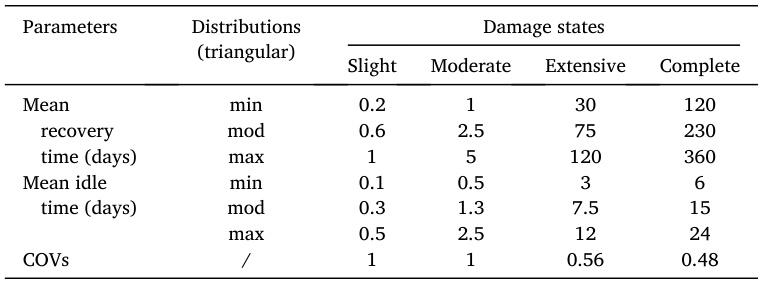 Parameters Distributions Damage states
(triangular)
Slight Moderate Extensive Complete
Mean min 0.2 1 30 120
recovery mod 0.6 2.5 75 230
time (days) max 1 5 120 360
Mean idle min 0.1 0.5 3 6
time (days) mod 0.3 1.3 7.5 15
max 0.5 2.5 12 24
COVs / 1 1 0.56 0.48